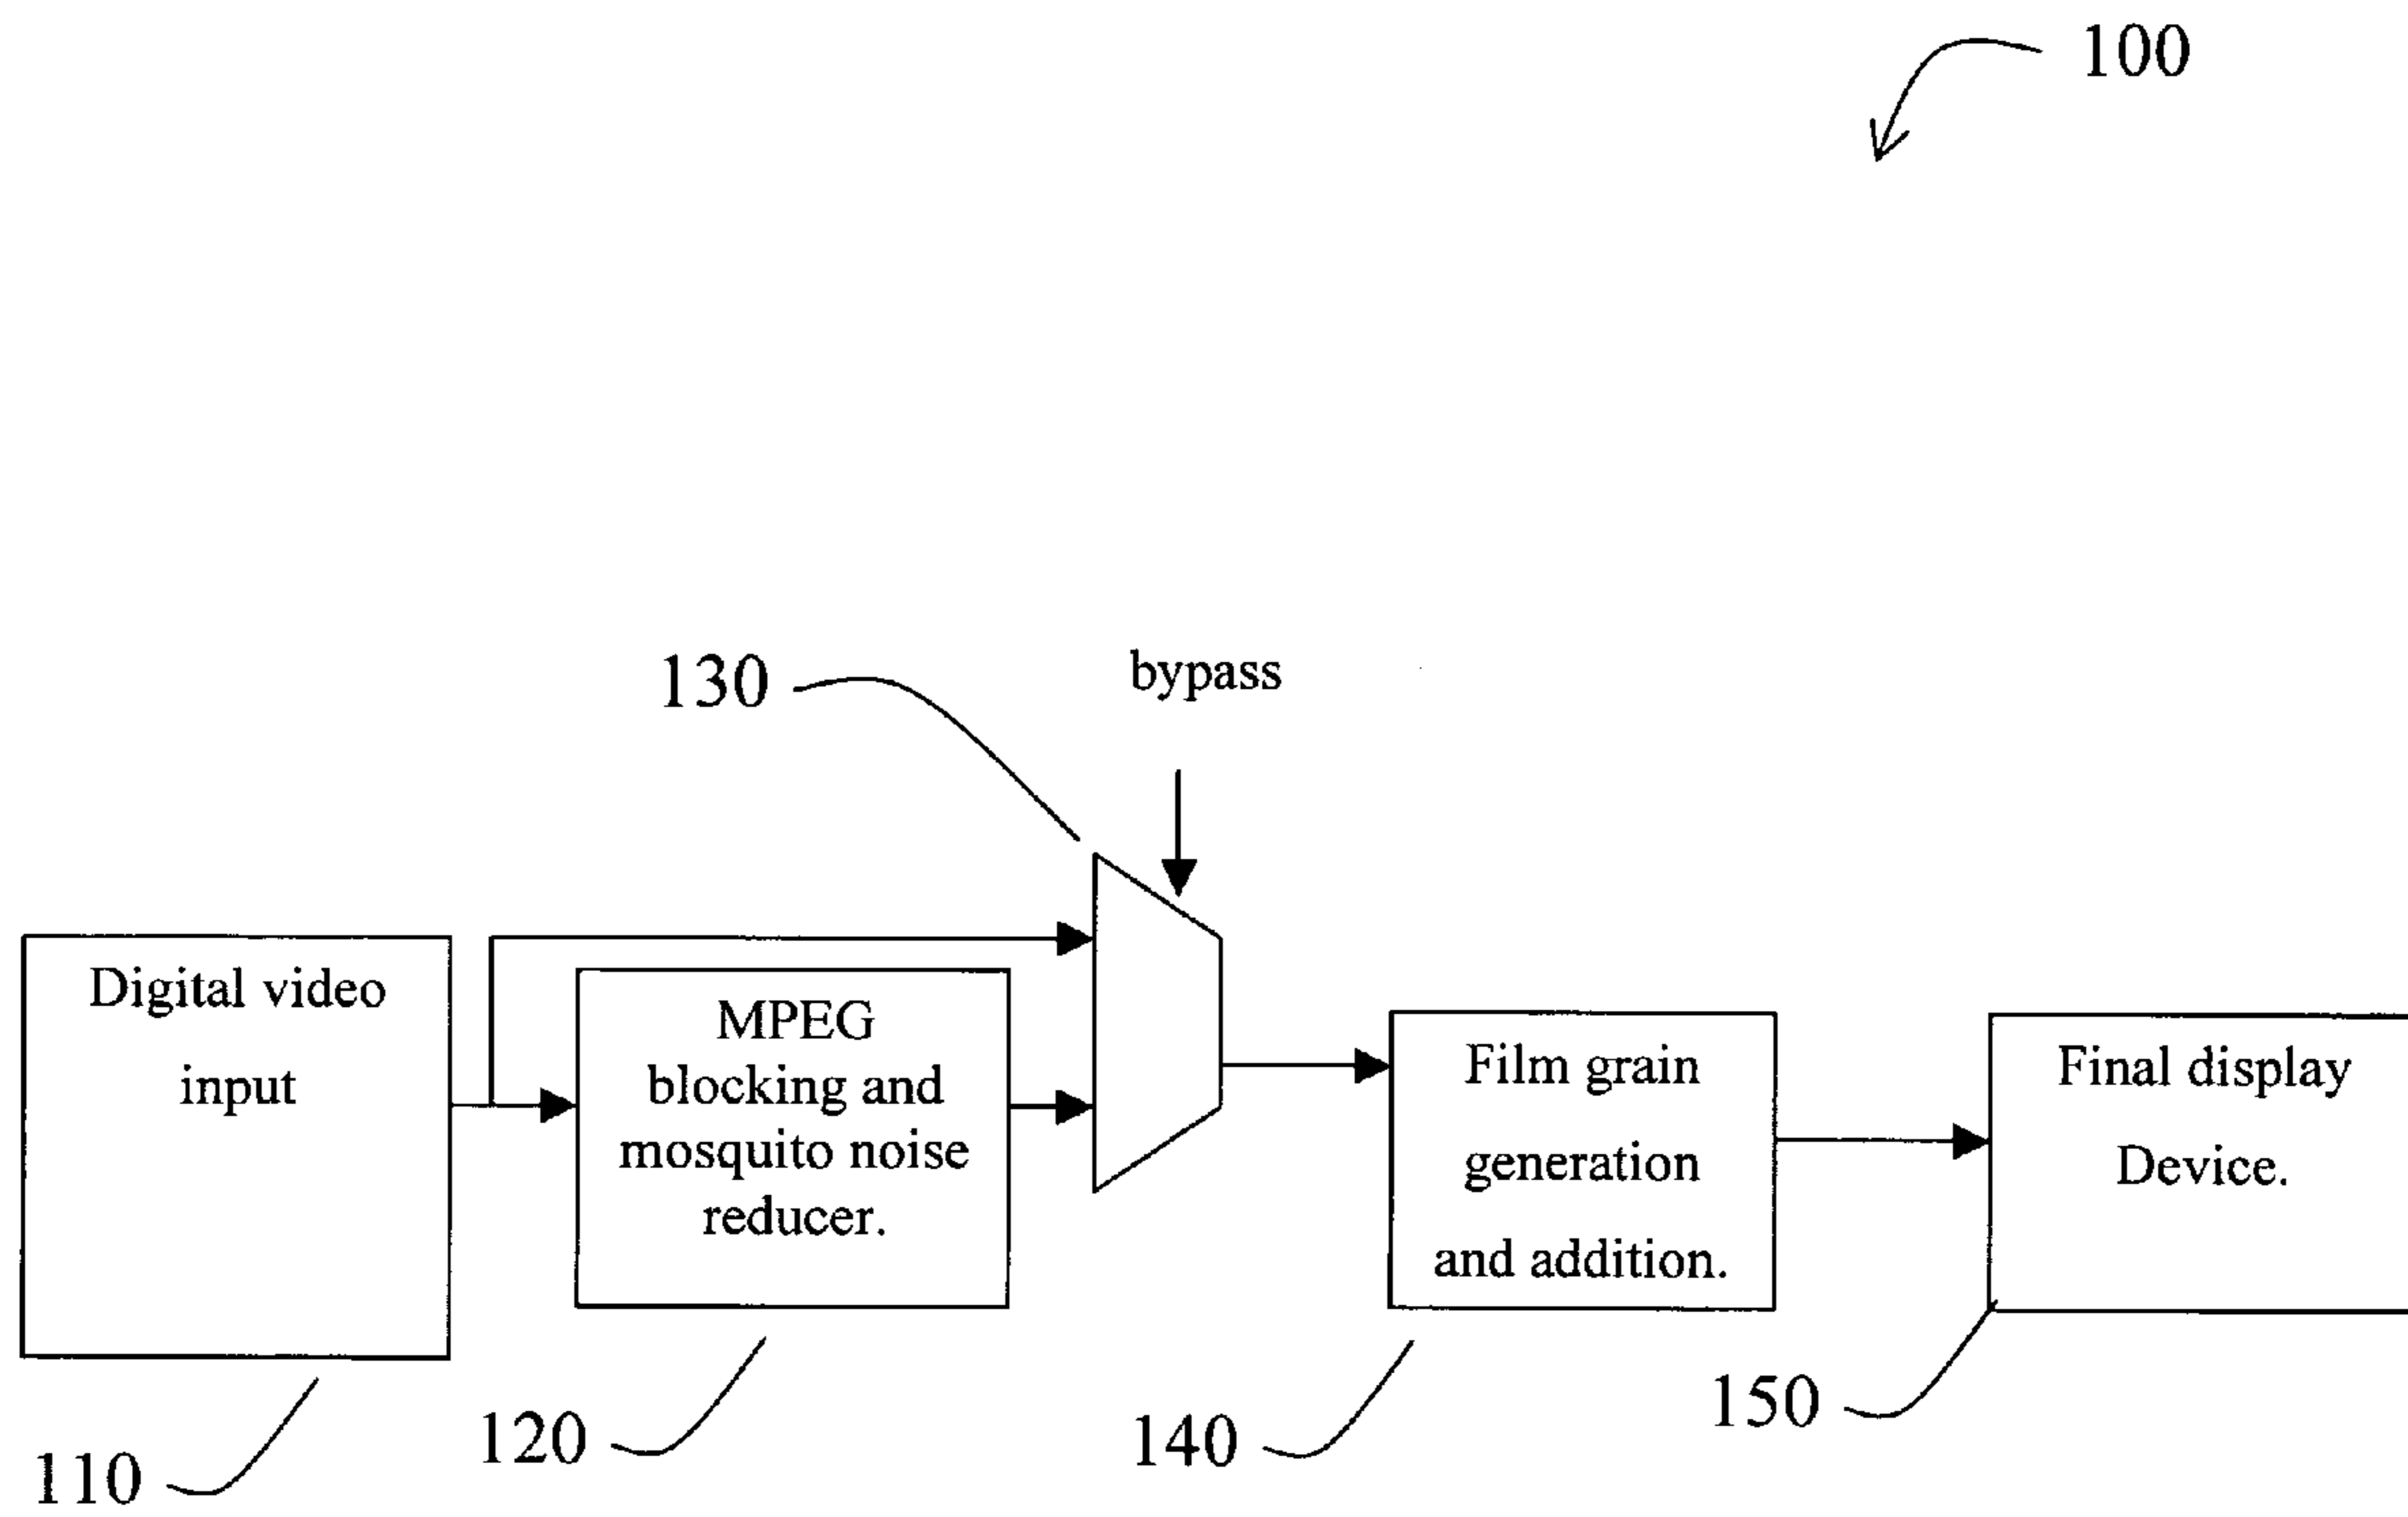 100
130
bypass
Digital video
input
MPEG
blocking and
mosquito noise
reducer.
Film grain
generation
and addition.
Final display
Device.
110
120
140
150